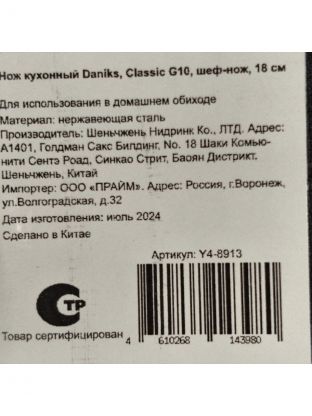 Нож кухонный Daniks, Classic G10, шеф-нож, 18 см
Для использования в домашнем обиходе
Материал: нержавеющая сталь
Производитель: Шеньчжень Нидринк Ко., ЛТД. Адрес:
А1401, Голдман Сакс Билдинг, No. 18 Шаки Комью-
нити Сентэ Роад, Синкао Стрит, Баоян Дистрикт,
Шеньчжень, Китай
Импортер: ООО «ПРАЙМ». Адрес: Россия, г.Воронеж,
ул.Волгоградская, д.32
Дата изготовления: июль 2024
Сделано в Китае
Артикул: Y4-8913
СТР
Товар сертифицирован
4 610268 143980